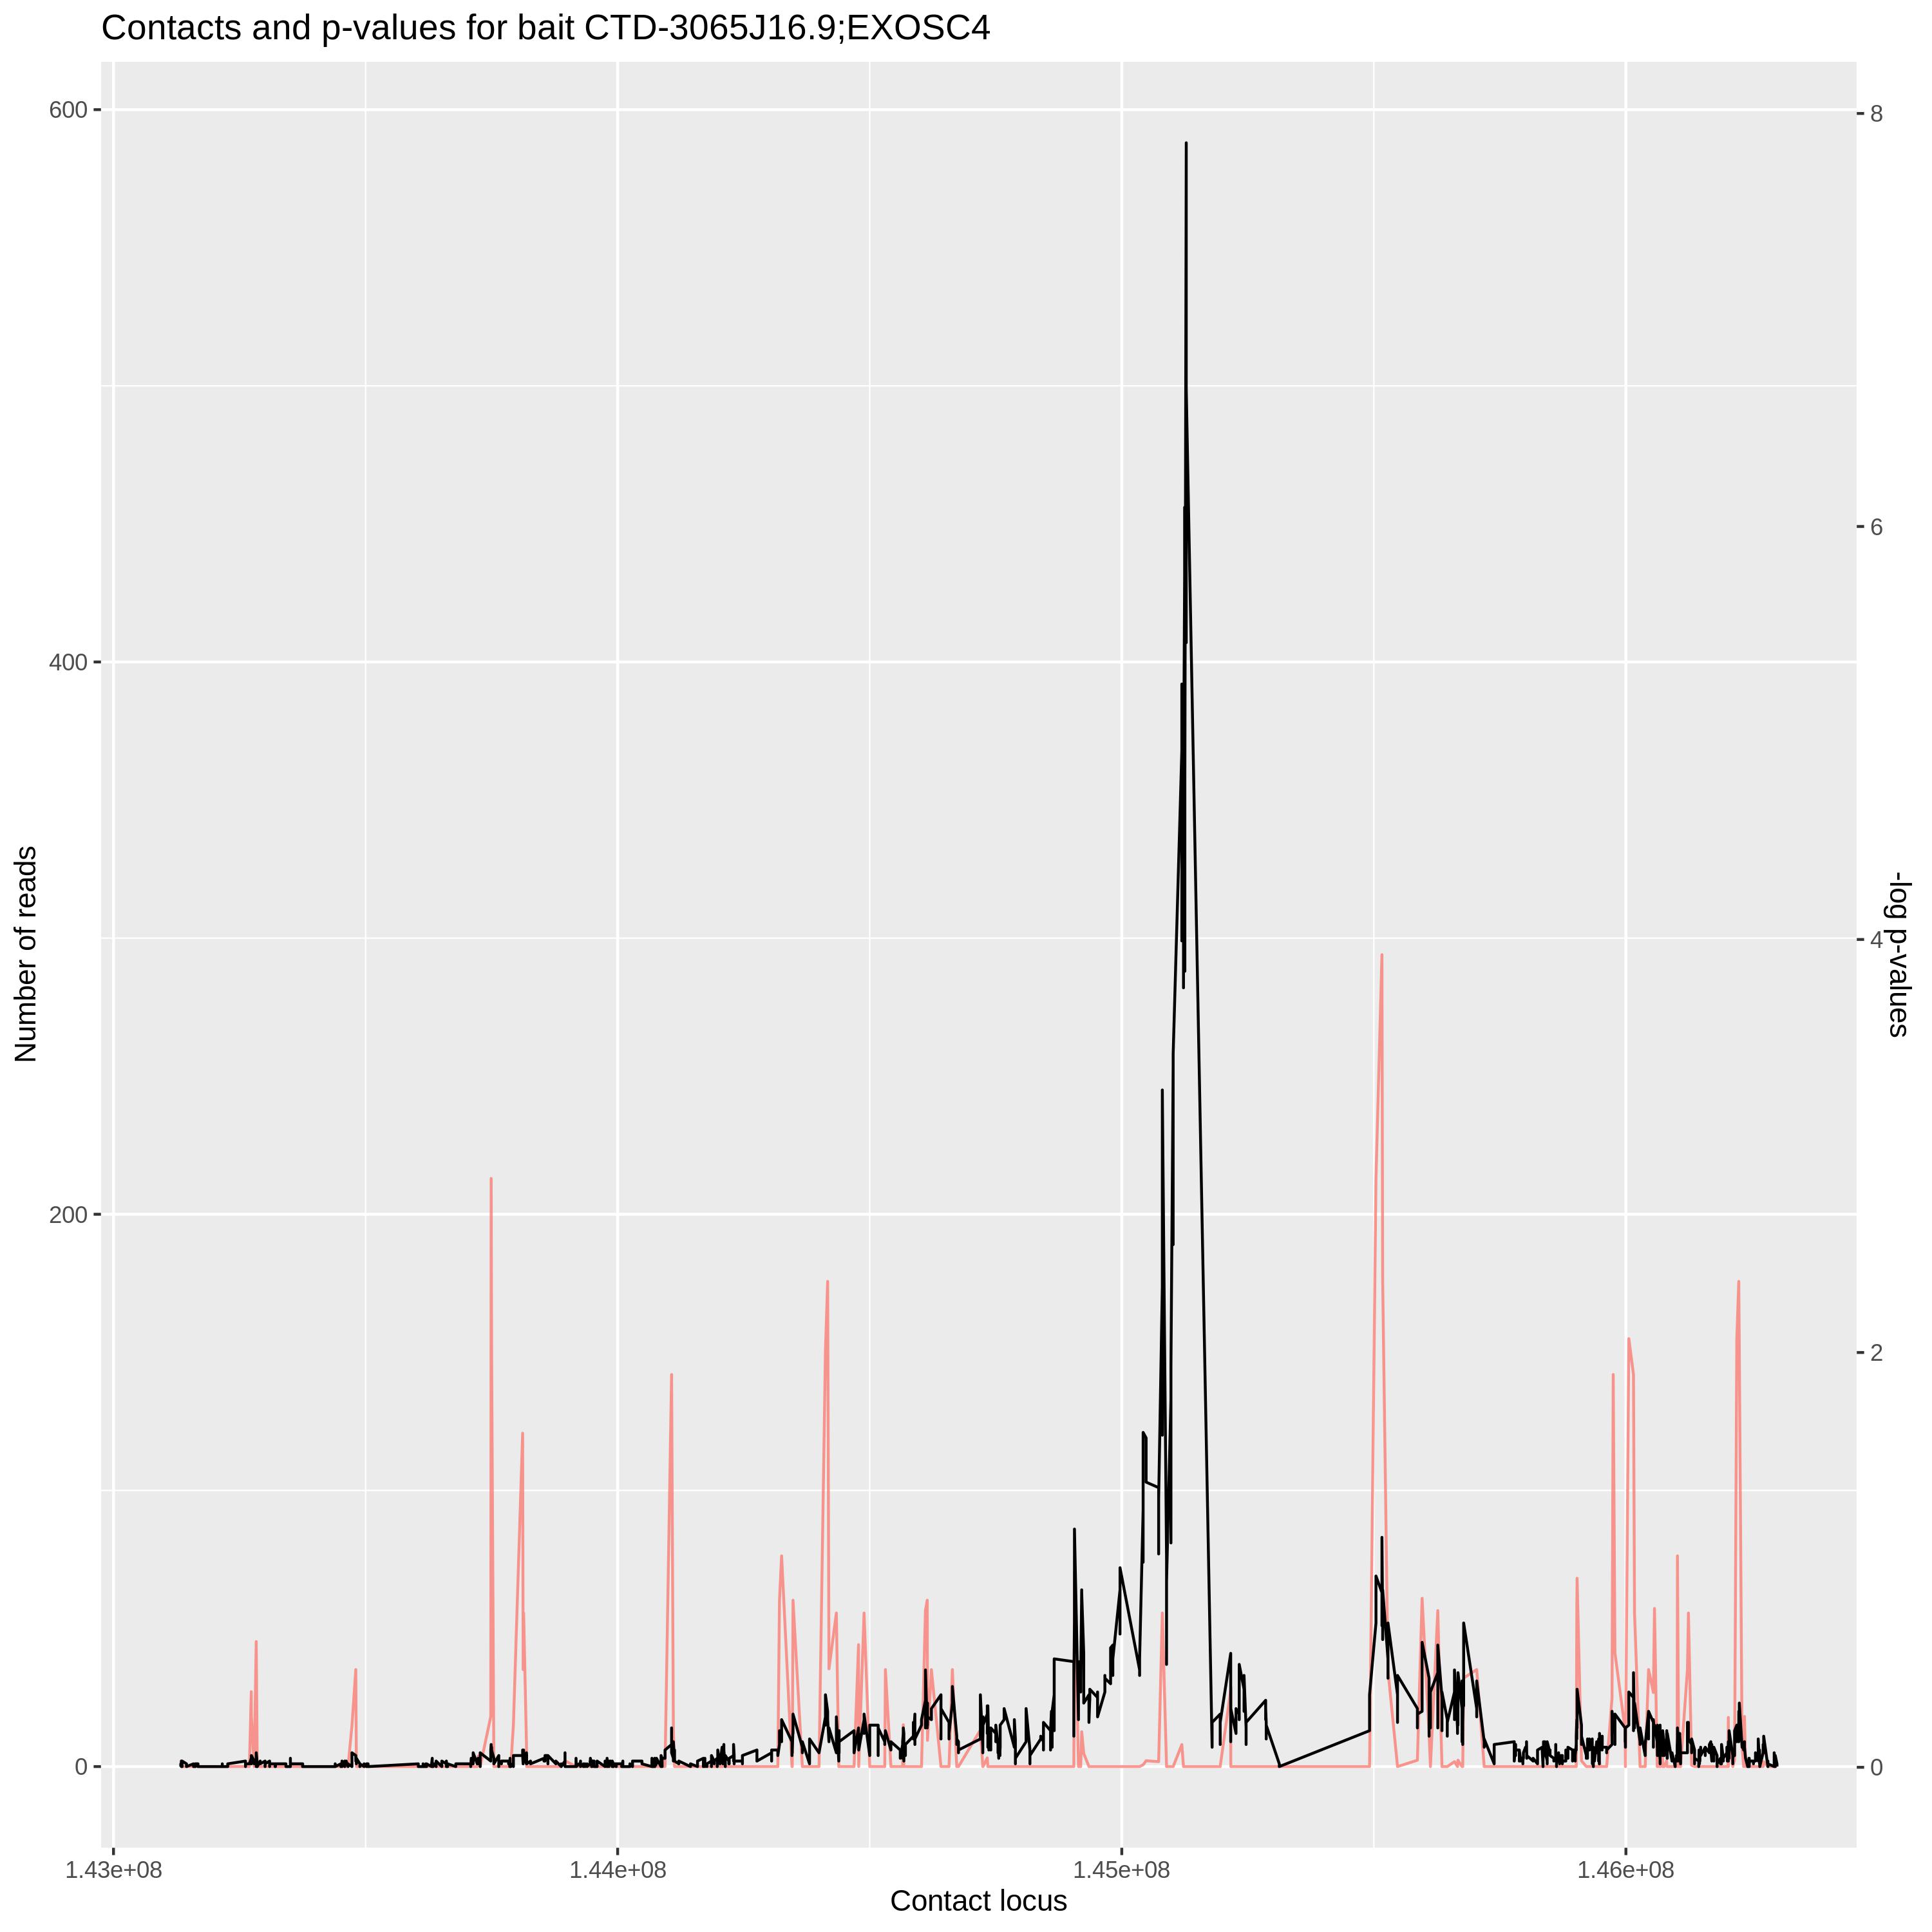 Contacts and p-values for bait CTD-3065J16.9;EXOSC4
600
400
200
0
Number of reads
8
6
4
2
0
-log p-values
1.43e+08
1.44e+08
1.45e+08
1.46e+08
Contact locus